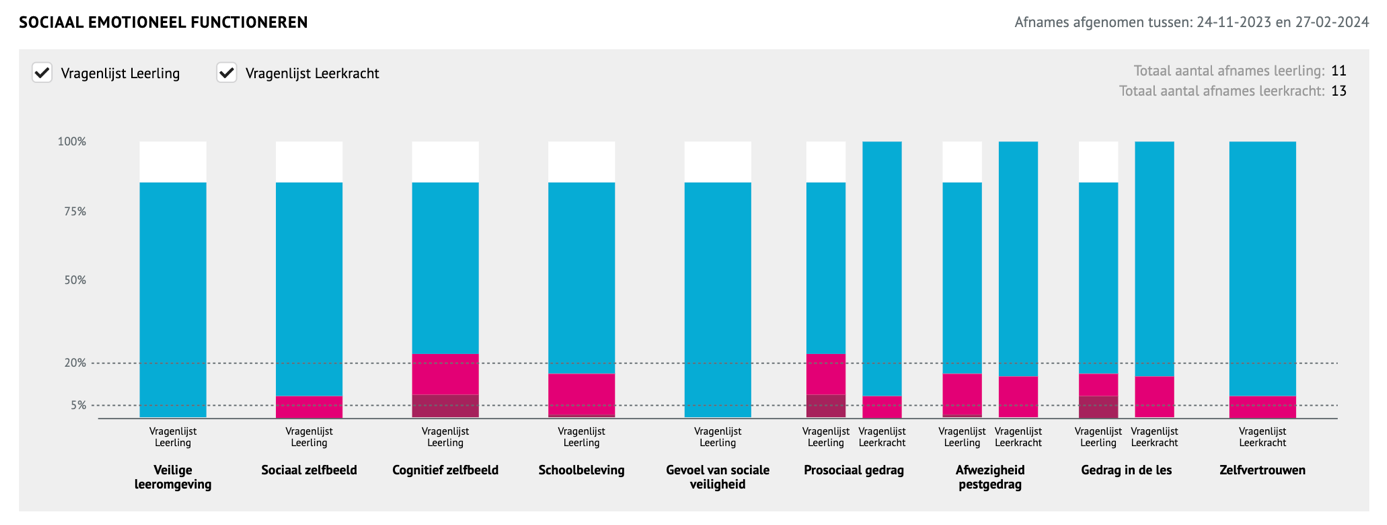 SOCIAAL EMOTIONEEL FUNCTIONEREN
Afnames afgenomen tussen: 24-11-2023 en 27-02-2024
Vragenlijst Leerling
Vragenlijst Leerkracht
Totaal aantal afnames leerling: 11
Totaal aantal afnames leerkracht: 13
100%
75%
50%
20%
5%
Vragenlijst
Leerling
Veilige
leeromgeving
Vragenlijst
Leerling
Sociaal zelfbeeld
Vragenlijst
Leerling
Cognitief zelfbeeld
Vragenlijst
Leerling
Schoolbeleving
Vragenlijst
Leerling
Gevoel van sociale
veiligheid
Vragenlijst
Leerling
Vragenlijst
Leerkracht
Prosociaal gedrag
Vragenlijst
Leerling
Vragenlijst
Leerkracht
Afwezigheid
pestgedrag
Vragenlijst
Leerling
Vragenlijst
Leerkracht
Gedrag in de les
Vragenlijst
Leerkracht
Zelfvertrouwen